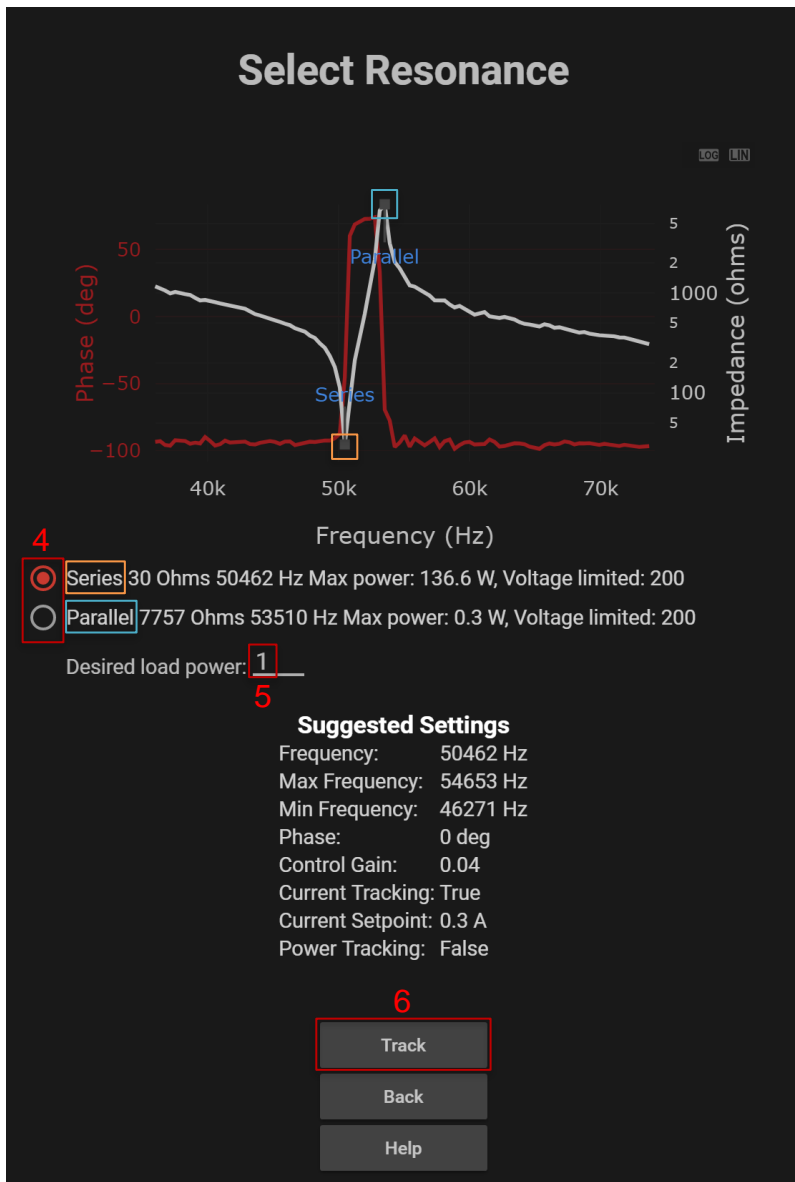 Select Resonance
LOG LIN
50
0
−50
−100
Phase (deg)
Parallel
Series
5
2
1000
5
2
100
5
Impedance (ohms)
40k 50k 60k 70k
Frequency (Hz)
4
Series 30 Ohms 50462 Hz Max power: 136.6 W, Voltage limited: 200
Parallel 7757 Ohms 53510 Hz Max power: 0.3 W, Voltage limited: 200
Desired load power: 1
5
Suggested Settings
Frequency: 50462 Hz
Max Frequency: 54653 Hz
Min Frequency: 46271 Hz
Phase: 0 deg
Control Gain: 0.04
Current Tracking: True
Current Setpoint: 0.3 A
Power Tracking: False
6
Track
Back
Help